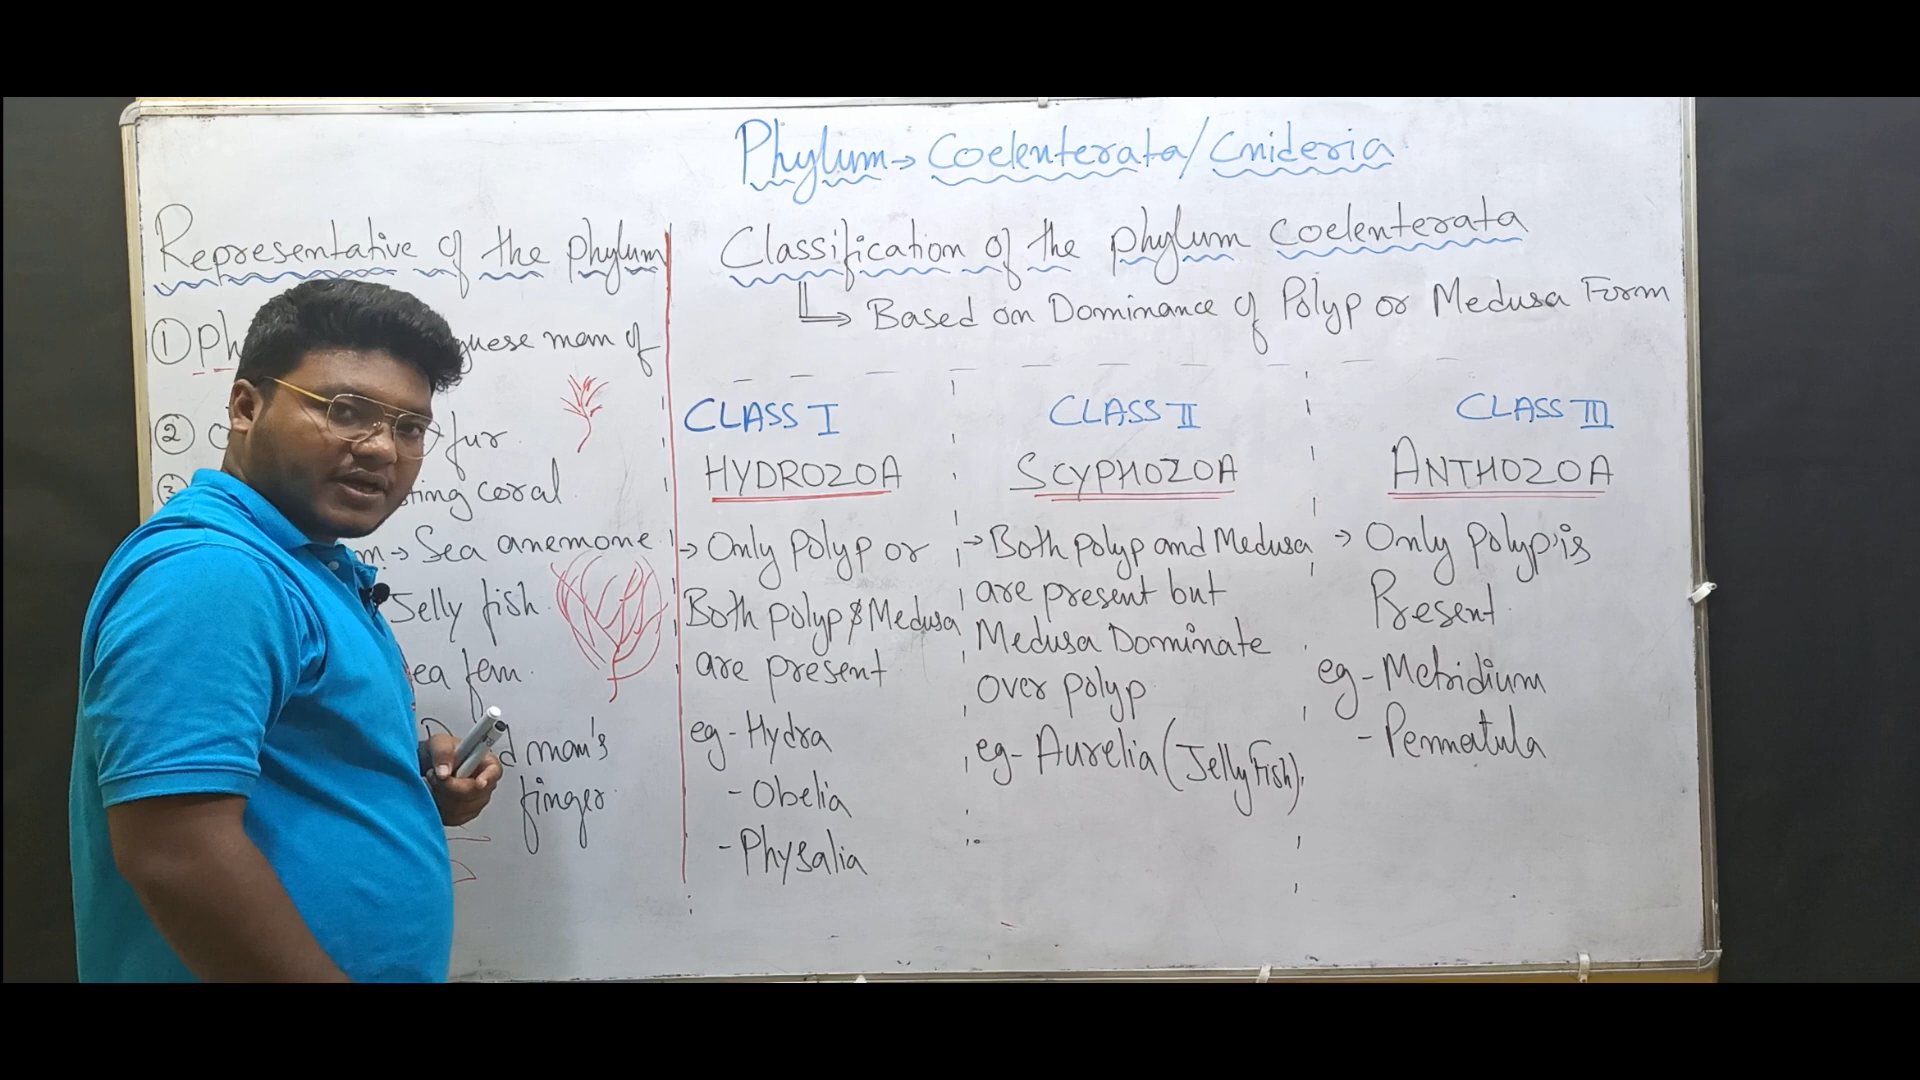 Phylum → Coelenterata/Cnideria
Representative of the phylum
① Ph guese man of
② fur
③ ting coral
m. → Sea anemone
Jelly fish
ea fem
D d man's
finger
Classification of the phylum Coelenterata
Based on Dominance of Polyp or Medusa Form
CLASS I
HYDROZOA
→ Only Polyp or
Both polyp & Medusa
are present
eg - Hydra
- Obelia
- Physalia
CLASS II
SCYPHOZOA
→ Both polyp and Medusa
are present but
Medusa Dominate
over polyp
eg - Aurelia (Jelly Fish)
CLASS III
ANTHOZOA
→ Only polyp is
Present
eg - Metridium
- Pennatula